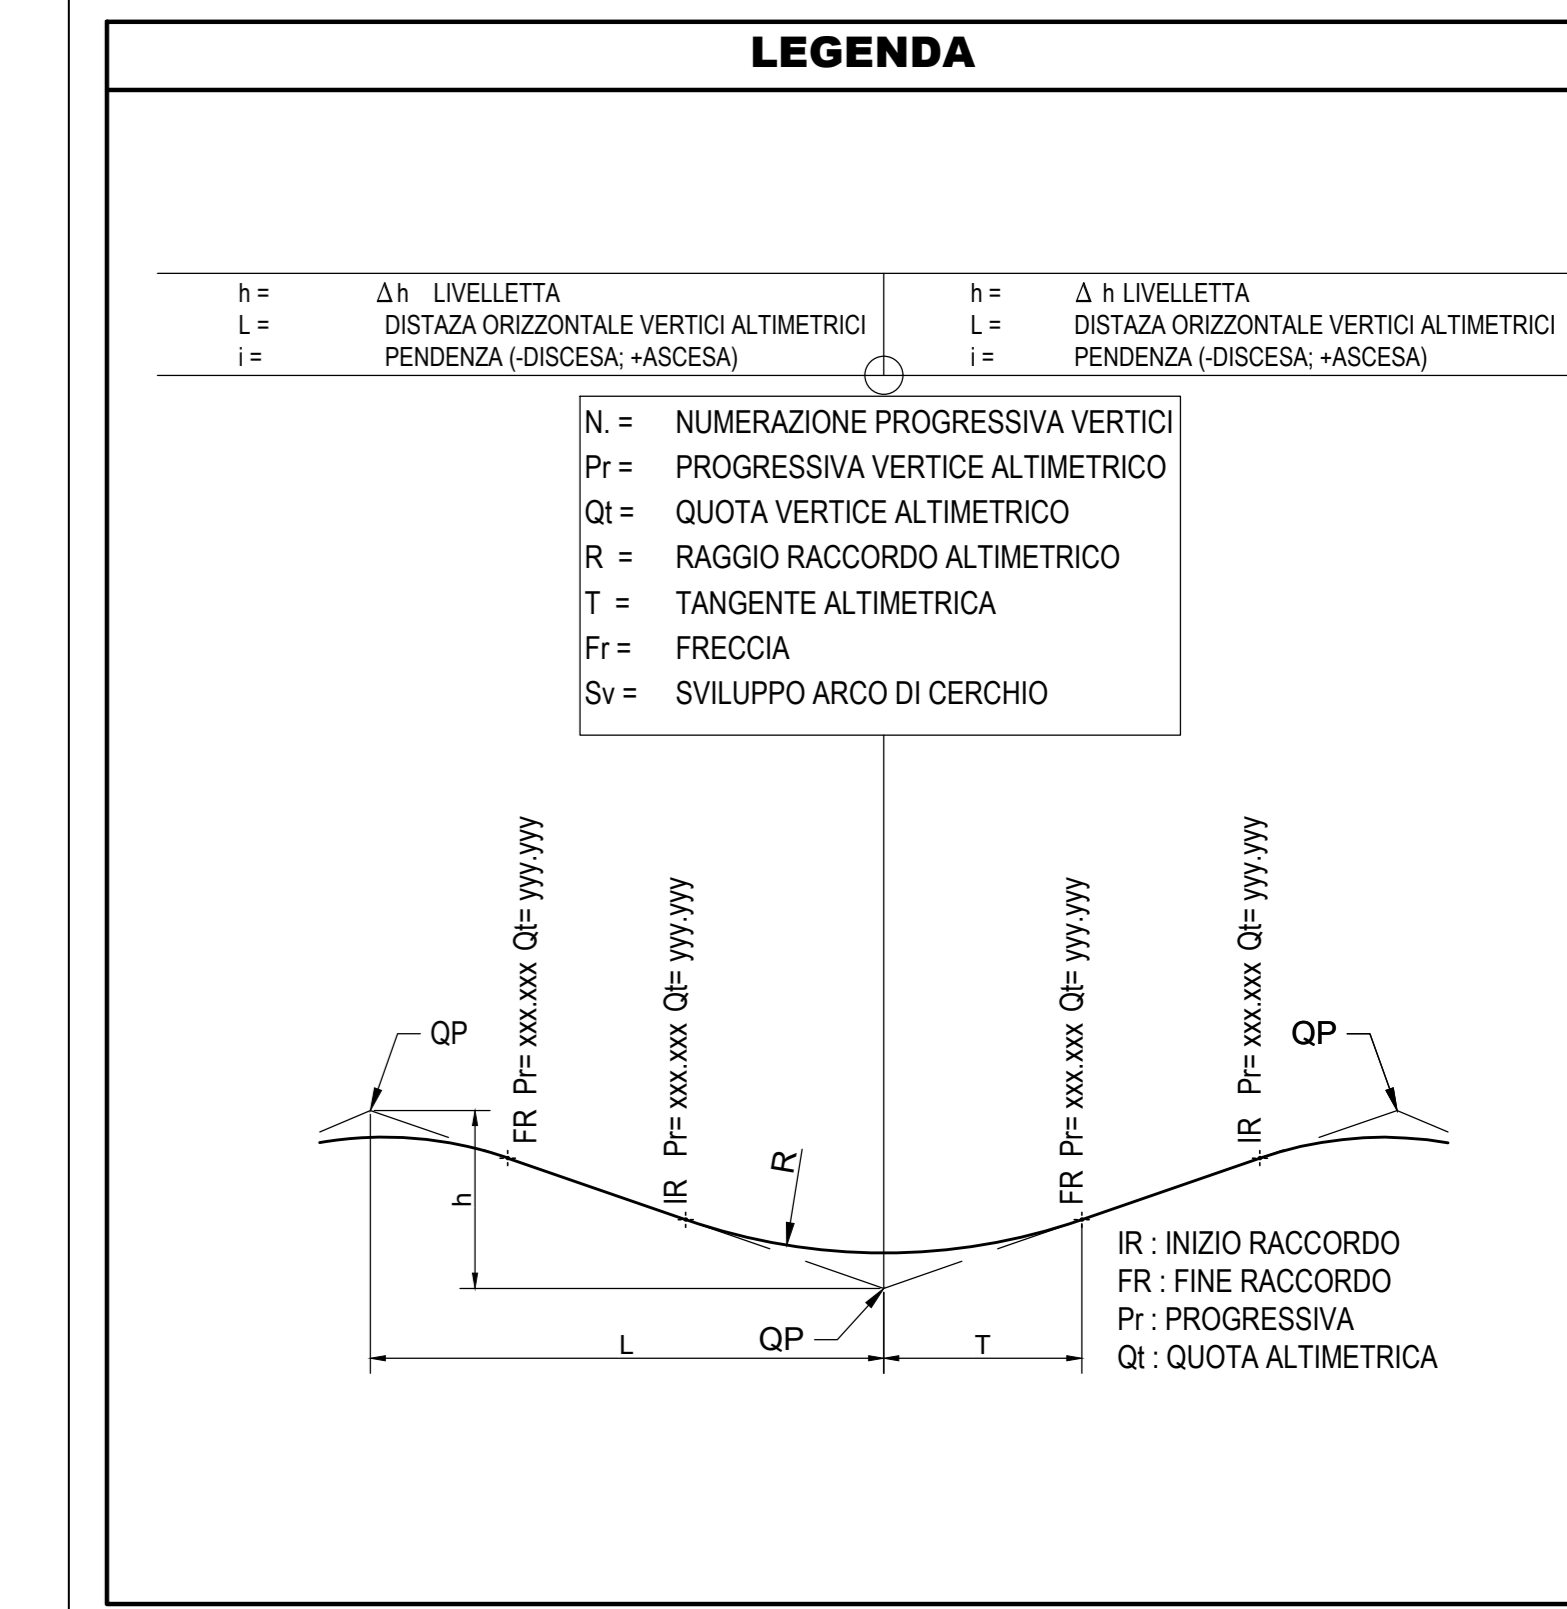 LEGENDA
h = Δ h LIVELLETTA
L = DISTAZA ORIZZONTALE VERTICI ALTIMETRICI
i = PENDENZA (-DISCESA; +ASCESA)
h = Δ h LIVELLETTA
L = DISTAZA ORIZZONTALE VERTICI ALTIMETRICI
i = PENDENZA (-DISCESA; +ASCESA)
N. = NUMERAZIONE PROGRESSIVA VERTICI
Pr = PROGRESSIVA VERTICE ALTIMETRICO
Qt = QUOTA VERTICE ALTIMETRICO
R = RAGGIO RACCORDO ALTIMETRICO
T = TANGENTE ALTIMETRICA
Fr = FRECCIA
Sv = SVILUPPO ARCO DI CERCHIO
QP
FR Pr= xxx.xxx Qt= yyy.yyy
IR Pr= xxx.xxx Qt= yyy.yyy
FR Pr= xxx.xxx Qt= yyy.yyy
IR Pr= xxx.xxx Qt= yyy.yyy
QP
h
R
QP
L
T
IR : INIZIO RACCORDO
FR : FINE RACCORDO
Pr : PROGRESSIVA
Qt : QUOTA ALTIMETRICA